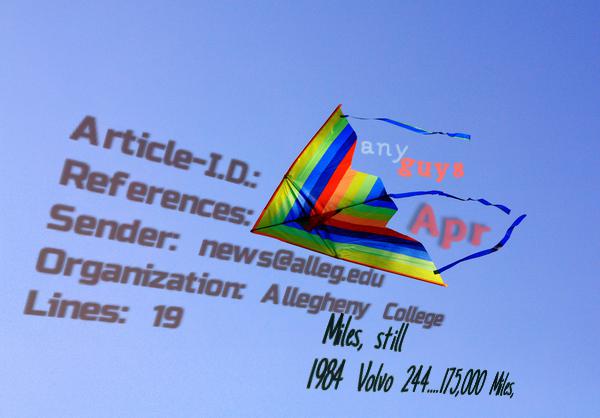 Article-I.D.:
References:
Sender: news@alleg.edu
Organization: Allegheny College
Lines: 19
any
guys
Apr
Miles, still
1984 Volvo 244....175,000 Miles,